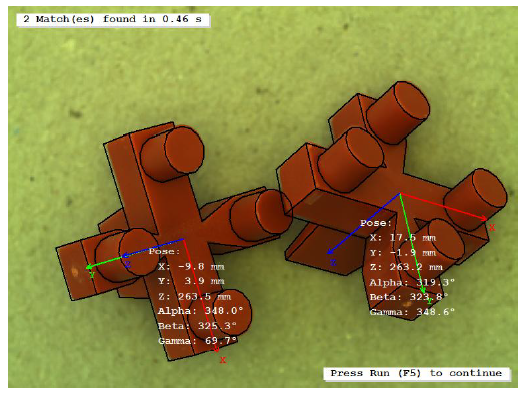 2 Match(es) found in 0.46 s
Pose:
X: -9.8 mm
Y: 3.9 mm
Z: 263.5 mm
Alpha: 348.0°
Beta: 325.3°
Gamma: 69.7°
Y
Z
X
Pose:
X: 17.5 mm
Y: -1.9 mm
Z: 263.2 mm
Alpha: 319.3°
Beta: 323.8°
Gamma: 348.6°
X
Z
Y
Press Run (F5) to continue